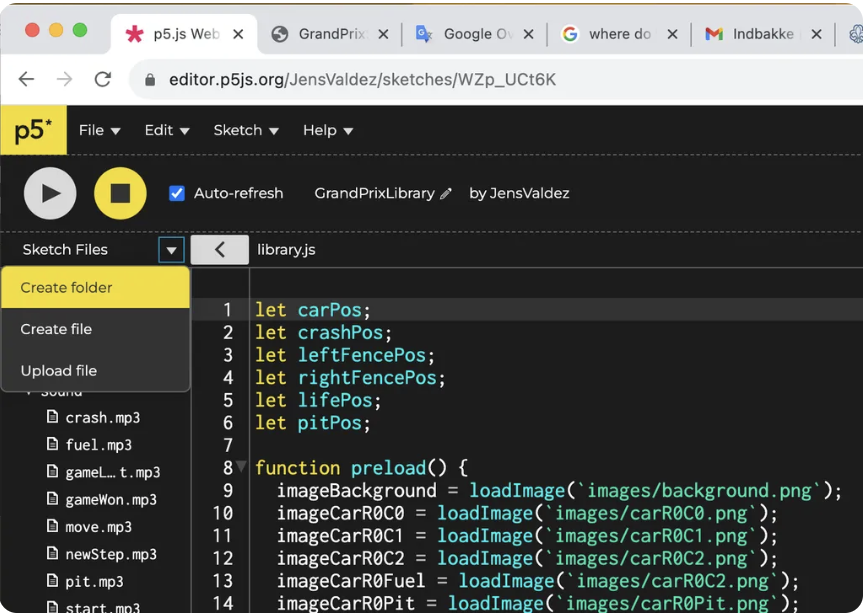 p5.js Web
GrandPrix
Google Ov
where do
Indbakke
editor.p5js.org/JensValdez/sketches/WZp_UCt6K
p5* File Edit Sketch Help
Auto-refresh GrandPrixLibrary by JensValdez
Sketch Files
library.js
Create folder
Create file
Upload file
sound
crash.mp3
fuel.mp3
gameL...t.mp3
gameWon.mp3
move.mp3
newStep.mp3
pit.mp3
start.mp3
1 let carPos;
2 let crashPos;
3 let leftFencePos;
4 let rightFencePos;
5 let lifePos;
6 let pitPos;
7
8 function preload() {
9 imageBackground = loadImage(`images/background.png`);
10 imageCarR0C0 = loadImage(`images/carR0C0.png`);
11 imageCarR0C1 = loadImage(`images/carR0C1.png`);
12 imageCarR0C2 = loadImage(`images/carR0C2.png`);
13 imageCarR0Fuel = loadImage(`images/carR0C2.png`);
14 imageCarR0Pit = loadImage(`images/carR0Pit.png`);